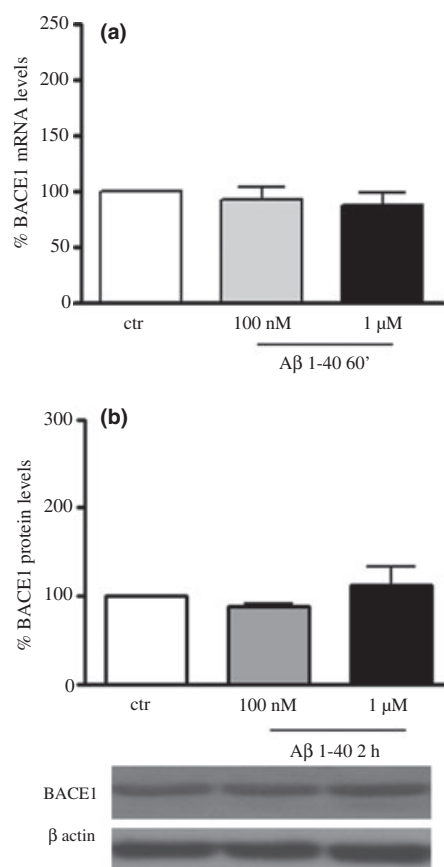 (a)
% BACE1 mRNA levels
250
200
150
100
50
0
ctr
100 nM
1 µM
Aβ 1-40 60’
(b)
% BACE1 protein levels
300
200
100
0
ctr
100 nM
1 µM
Aβ 1-40 2 h
BACE1
β actin